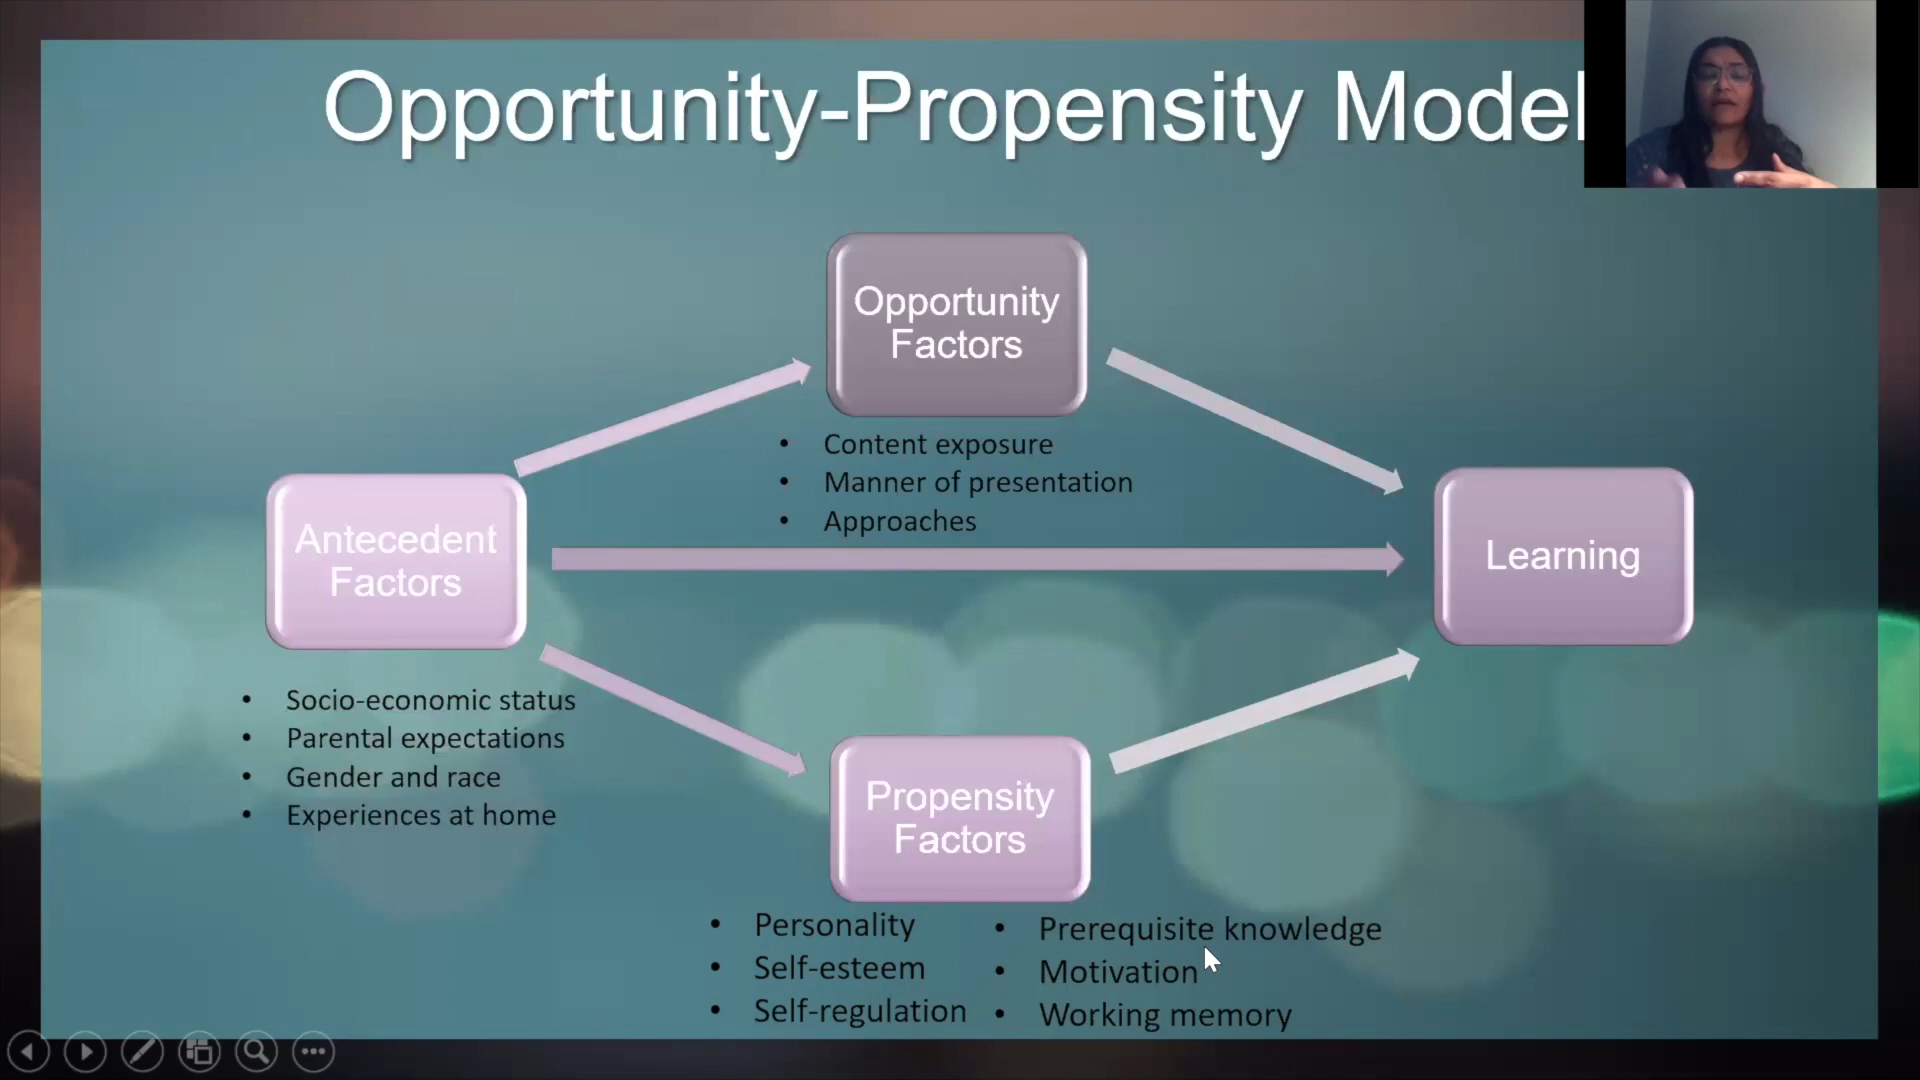 Opportunity-Propensity Model
Opportunity
Factors
• Content exposure
• Manner of presentation
• Approaches
Antecedent
Factors
Learning
• Socio-economic status
• Parental expectations
• Gender and race
• Experiences at home
Propensity
Factors
• Personality
• Self-esteem
• Self-regulation
• Prerequisite knowledge
• Motivation
• Working memory